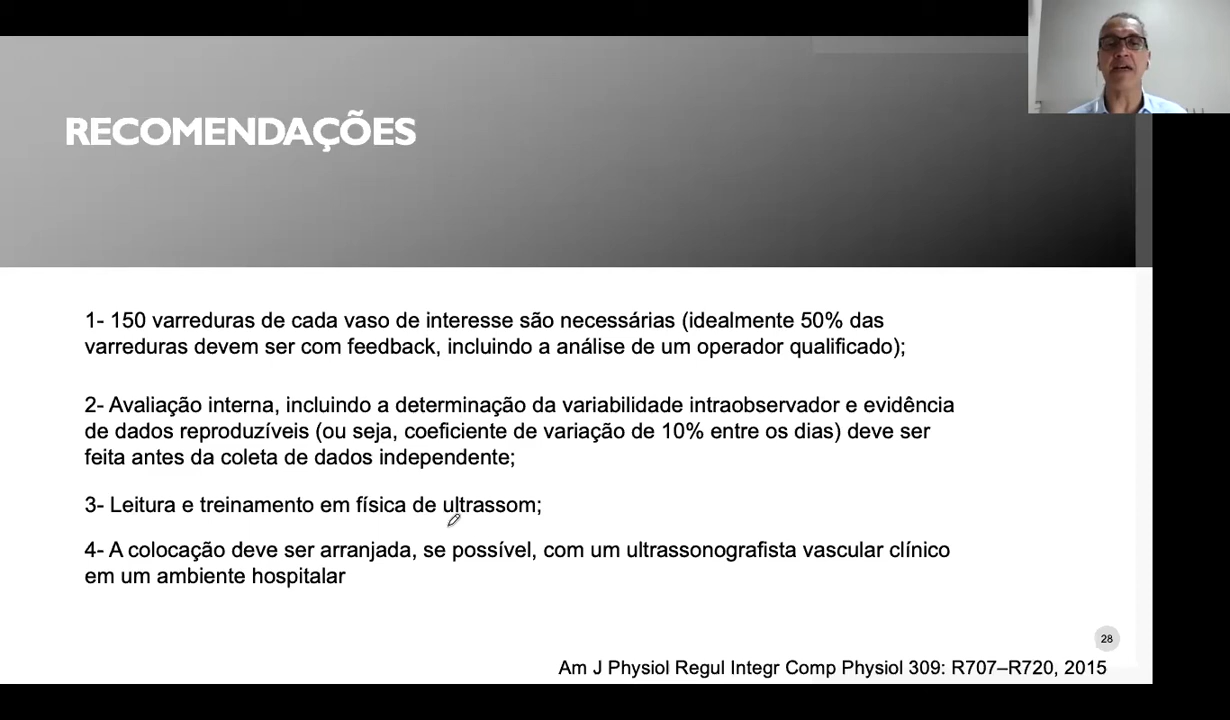 RECOMENDAÇÕES
1- 150 varreduras de cada vaso de interesse são necessárias (idealmente 50% das
varreduras devem ser com feedback, incluindo a análise de um operador qualificado);
2- Avaliação interna, incluindo a determinação da variabilidade intraobservador e evidência
de dados reproduzíveis (ou seja, coeficiente de variação de 10% entre os dias) deve ser
feita antes da coleta de dados independente;
3- Leitura e treinamento em física de ultrassom;
4- A colocação deve ser arranjada, se possível, com um ultrassonografista vascular clínico
em um ambiente hospitalar
28
Am J Physiol Regul Integr Comp Physiol 309: R707–R720, 2015